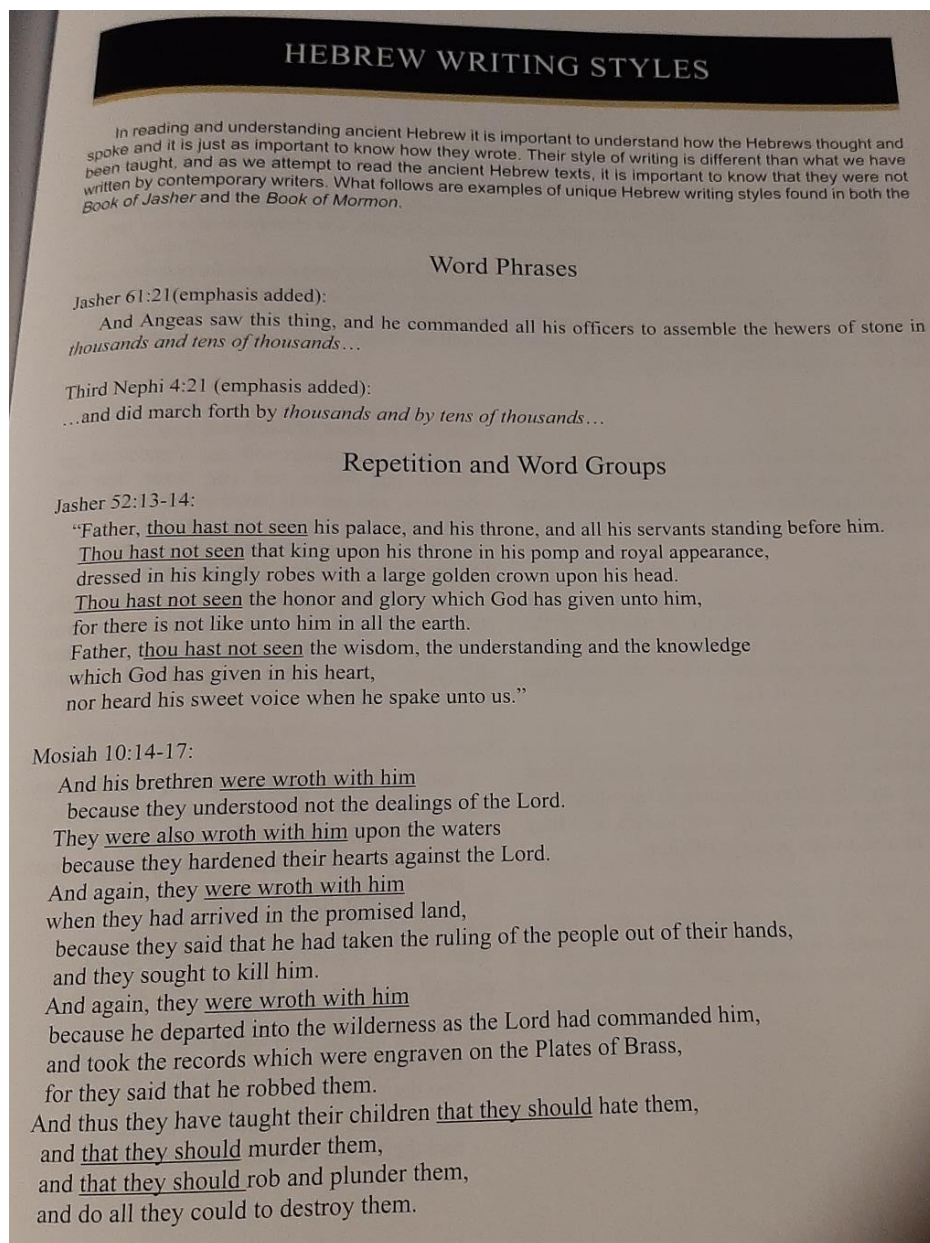 HEBREW WRITING STYLES
In reading and understanding ancient Hebrew it is important to understand how the Hebrews thought and
spoke and it is just as important to know how they wrote. Their style of writing is different than what we have
been taught, and as we attempt to read the ancient Hebrew texts, it is important to know that they were not
written by contemporary writers. What follows are examples of unique Hebrew writing styles found in both the
Book of Jasher and the Book of Mormon.
Word Phrases
Jasher 61:21(emphasis added):
And Angeas saw this thing, and he commanded all his officers to assemble the hewers of stone in
thousands and tens of thousands…
Third Nephi 4:21 (emphasis added):
…and did march forth by thousands and by tens of thousands…
Repetition and Word Groups
Jasher 52:13-14:
“Father, thou hast not seen his palace, and his throne, and all his servants standing before him.
Thou hast not seen that king upon his throne in his pomp and royal appearance,
dressed in his kingly robes with a large golden crown upon his head.
Thou hast not seen the honor and glory which God has given unto him,
for there is not like unto him in all the earth.
Father, thou hast not seen the wisdom, the understanding and the knowledge
which God has given in his heart,
nor heard his sweet voice when he spake unto us.”
Mosiah 10:14-17:
And his brethren were wroth with him
because they understood not the dealings of the Lord.
They were also wroth with him upon the waters
because they hardened their hearts against the Lord.
And again, they were wroth with him
when they had arrived in the promised land,
because they said that he had taken the ruling of the people out of their hands,
and they sought to kill him.
And again, they were wroth with him
because he departed into the wilderness as the Lord had commanded him,
and took the records which were engraven on the Plates of Brass,
for they said that he robbed them.
And thus they have taught their children that they should hate them,
and that they should murder them,
and that they should rob and plunder them,
and do all they could to destroy them.